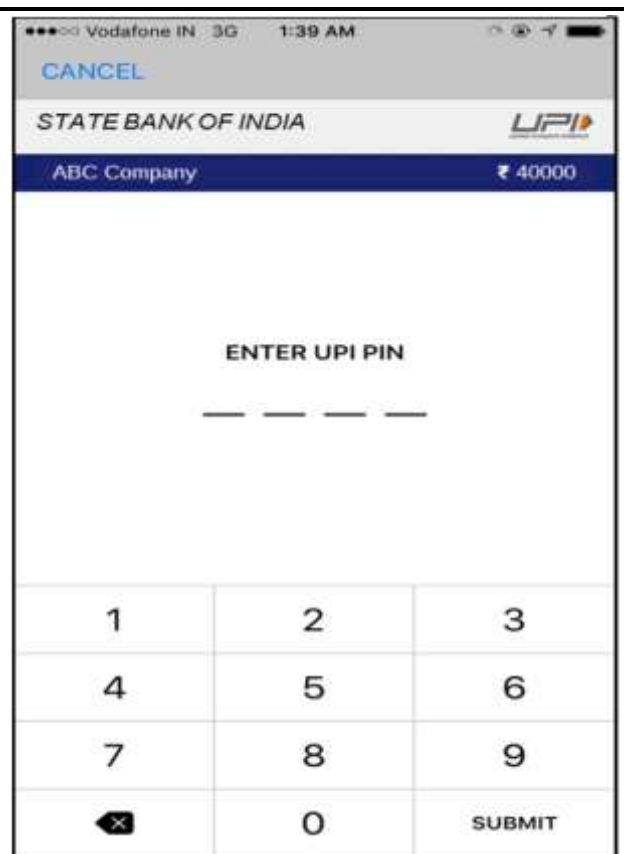 Vodafone IN 3G 1:39 AM
CANCEL
STATE BANK OF INDIA UPI
ABC Company ₹ 40000
ENTER UPI PIN
1 2 3
4 5 6
7 8 9
0 SUBMIT